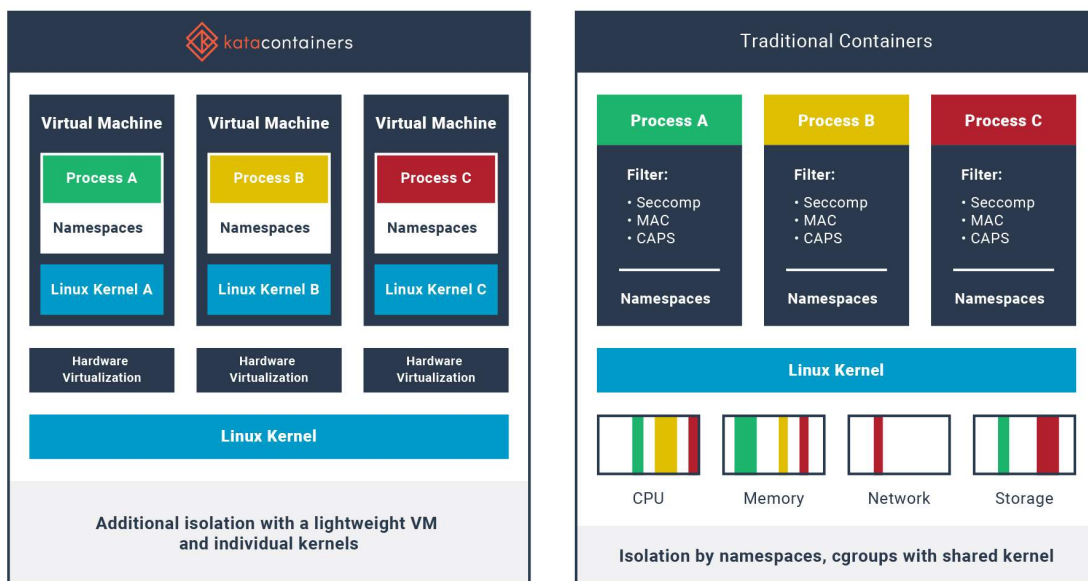 katacontainers
Virtual Machine
Process A
Namespaces
Linux Kernel A
Virtual Machine
Process B
Namespaces
Linux Kernel B
Virtual Machine
Process C
Namespaces
Linux Kernel C
Hardware
Virtualization
Hardware
Virtualization
Hardware
Virtualization
Linux Kernel
Additional isolation with a lightweight VM
and individual kernels
Traditional Containers
Process A
Filter:
• Seccomp
• MAC
• CAPS
Namespaces
Process B
Filter:
• Seccomp
• MAC
• CAPS
Namespaces
Process C
Filter:
• Seccomp
• MAC
• CAPS
Namespaces
Linux Kernel
CPU
Memory
Network
Storage
Isolation by namespaces, cgroups with shared kernel